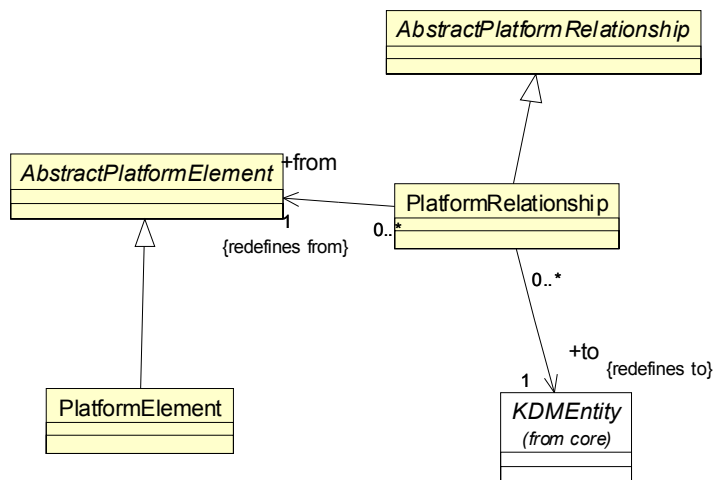 AbstractPlatformRelationship
AbstractPlatformElement
+from
PlatformRelationship
1
0..*
{redefines from}
0..*
+to
{redefines to}
1
PlatformElement
KDMEntity
(from core)